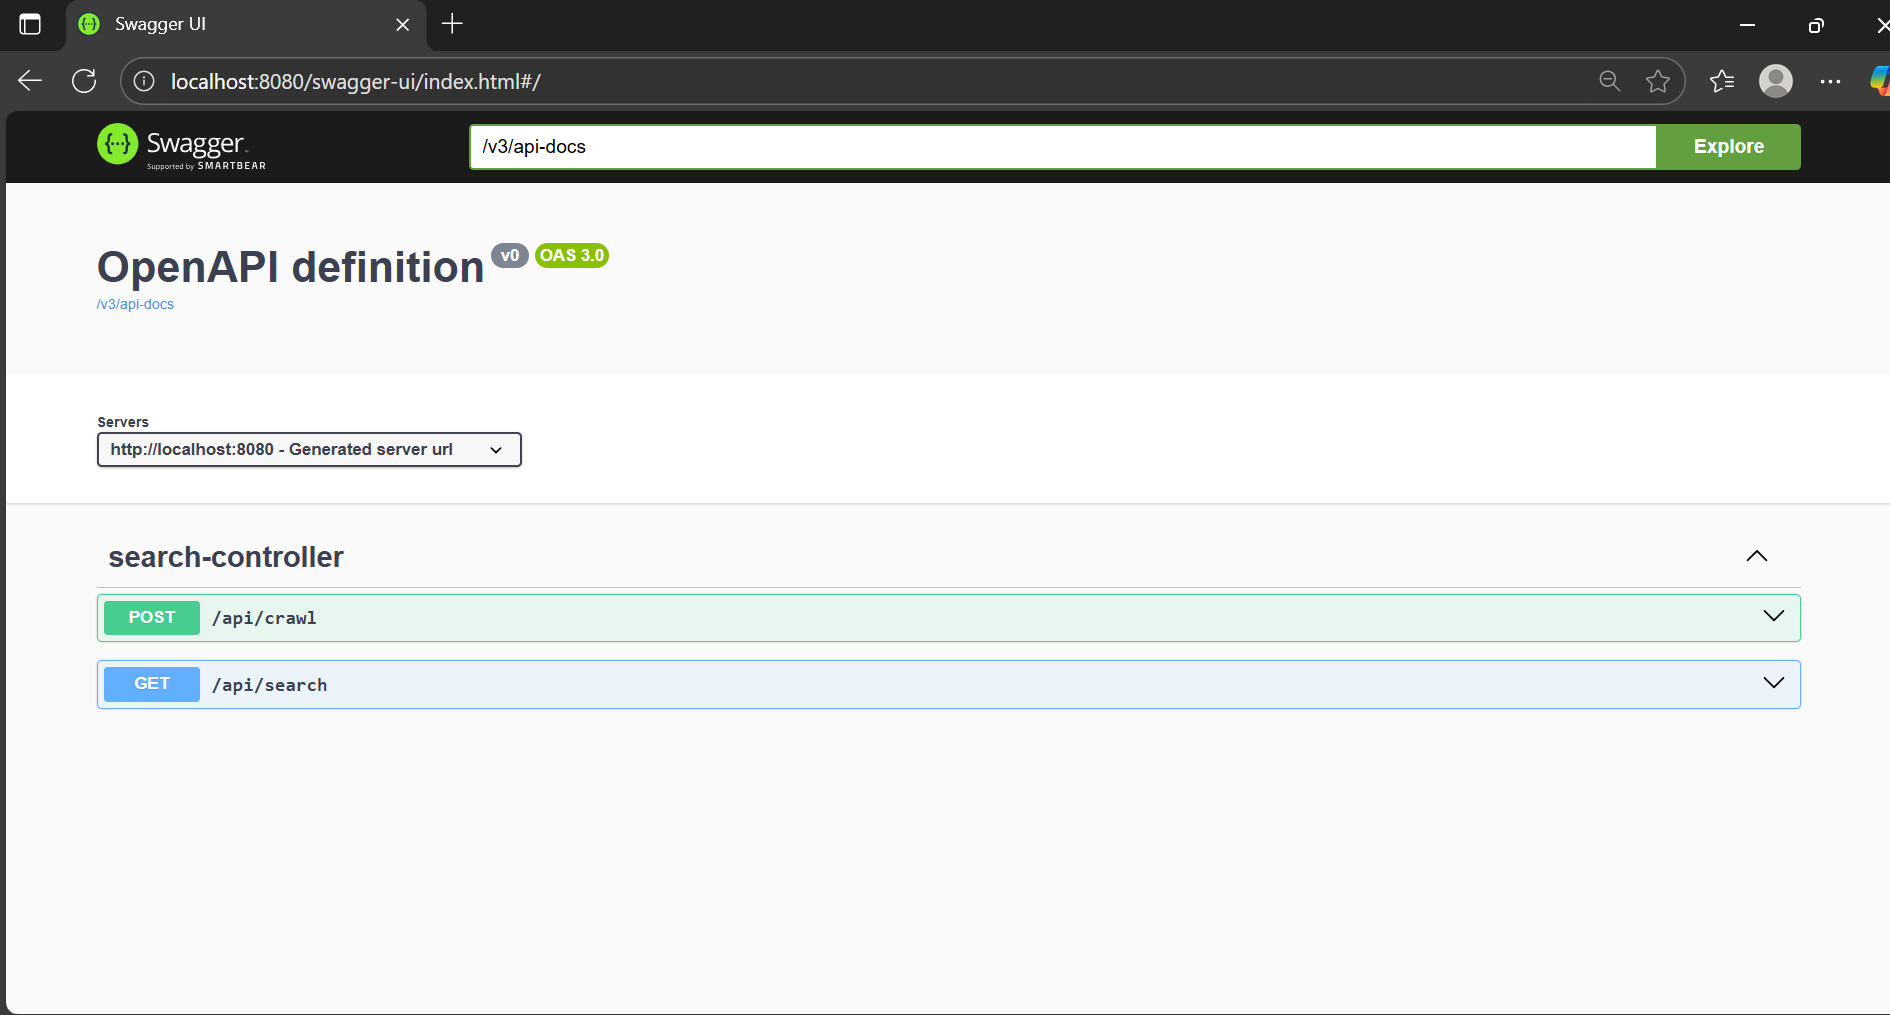 Swagger UI
localhost:8080/swagger-ui/index.html#/
Swagger
Supported by SMARTBEAR
/v3/api-docs
Explore
OpenAPI definition v0 OAS 3.0
/v3/api-docs
Servers
http://localhost:8080 - Generated server url
search-controller
POST /api/crawl
GET /api/search